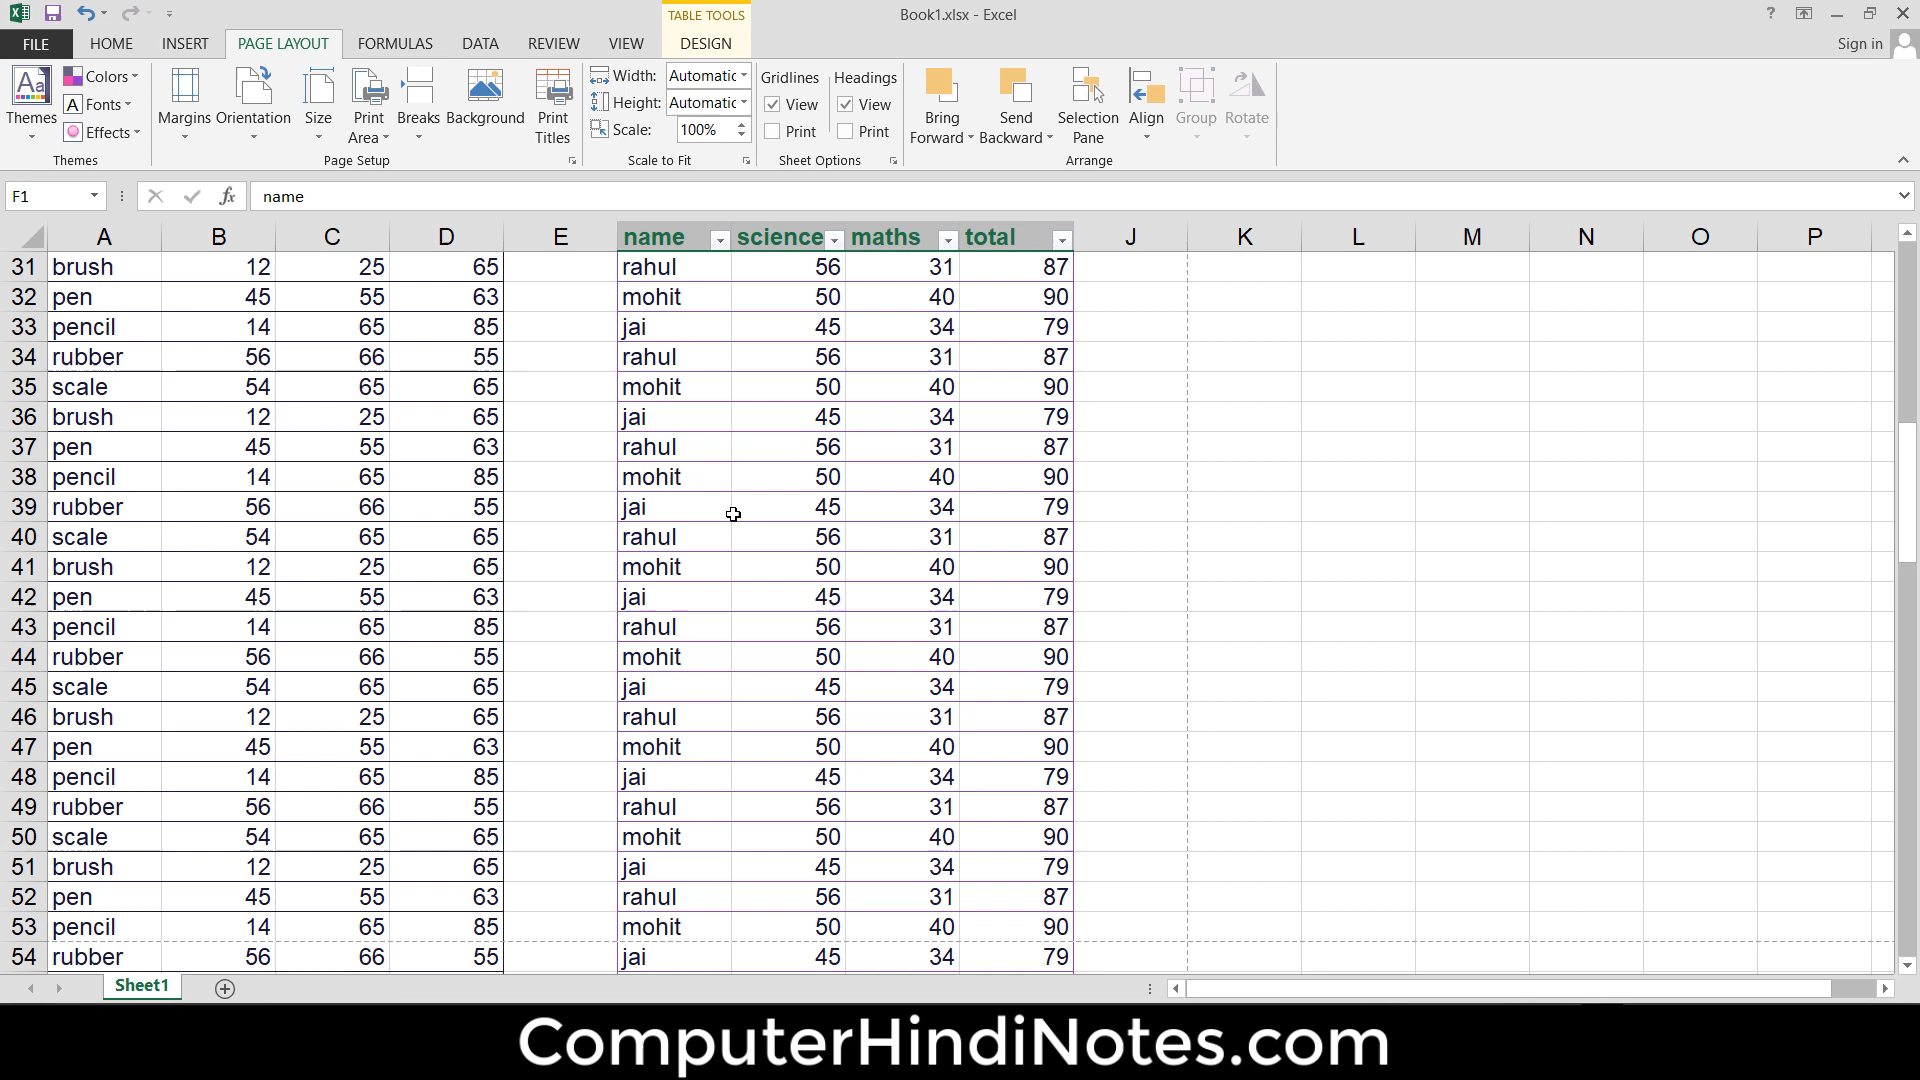 Book1.xlsx - Excel
TABLE TOOLS
?
FILE HOME INSERT PAGE LAYOUT FORMULAS DATA REVIEW VIEW DESIGN Sign in
Themes
Colors
Fonts
Effects
Themes
Margins Orientation Size Print Area Breaks Background Print Titles
Page Setup
Width: Automatic
Height: Automatic
Scale: 100%
Scale to Fit
Gridlines Headings
View View
Print Print
Sheet Options
Bring Forward Send Backward Selection Pane Align Group Rotate
Arrange
F1 fx name
A B C D E name science maths total J K L M N O P
31 brush 12 25 65 rahul 56 31 87
32 pen 45 55 63 mohit 50 40 90
33 pencil 14 65 85 jai 45 34 79
34 rubber 56 66 55 rahul 56 31 87
35 scale 54 65 65 mohit 50 40 90
36 brush 12 25 65 jai 45 34 79
37 pen 45 55 63 rahul 56 31 87
38 pencil 14 65 85 mohit 50 40 90
39 rubber 56 66 55 jai 45 34 79
40 scale 54 65 65 rahul 56 31 87
41 brush 12 25 65 mohit 50 40 90
42 pen 45 55 63 jai 45 34 79
43 pencil 14 65 85 rahul 56 31 87
44 rubber 56 66 55 mohit 50 40 90
45 scale 54 65 65 jai 45 34 79
46 brush 12 25 65 rahul 56 31 87
47 pen 45 55 63 mohit 50 40 90
48 pencil 14 65 85 jai 45 34 79
49 rubber 56 66 55 rahul 56 31 87
50 scale 54 65 65 mohit 50 40 90
51 brush 12 25 65 jai 45 34 79
52 pen 45 55 63 rahul 56 31 87
53 pencil 14 65 85 mohit 50 40 90
54 rubber 56 66 55 jai 45 34 79
Sheet1
ComputerHindiNotes.com